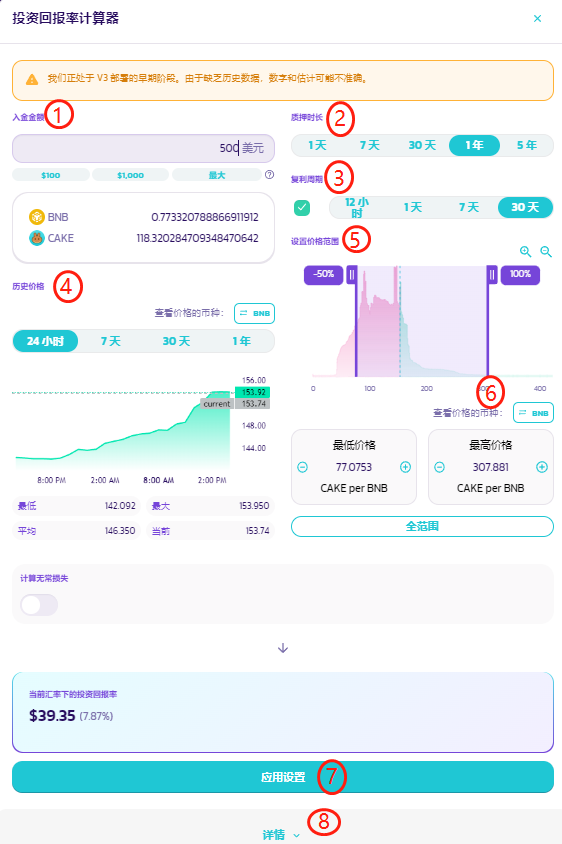 投资回报率计算器
×
我们正处于 V3 部署的早期阶段。由于缺乏历史数据，数字和估计可能不准确。
入金金额 1
500 美元
$100 $1,000 最大
BNB 0.773320788866911912
CAKE 118.320284709348470642
历史价格 4
查看价格的币种： BNB
24 小时 7 天 30 天 1 年
156.00
153.92
current 153.74
148.00
144.00
8:00 PM 2:00 AM 8:00 AM 2:00 PM
最低 142.092 最大 153.950
平均 146.350 当前 153.74
质押时长 2
1 天 7 天 30 天 1 年 5 年
复利周期 3
12 小时 1 天 7 天 30 天
设置价格范围 5
-50% 100%
0 100 200 300 400
6
查看价格的币种： BNB
最低价格 最高价格
77.0753 307.881
CAKE per BNB CAKE per BNB
全范围
计算无常损失
当前汇率下的投资回报率
$39.35 (7.87%)
应用设置 7
详情 8